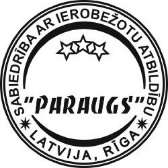 SABIEDRĪBA AR IEROBEŽOTU ATBILDĪBU
"PARAUGS"
* LATVIJA, RĪGA *